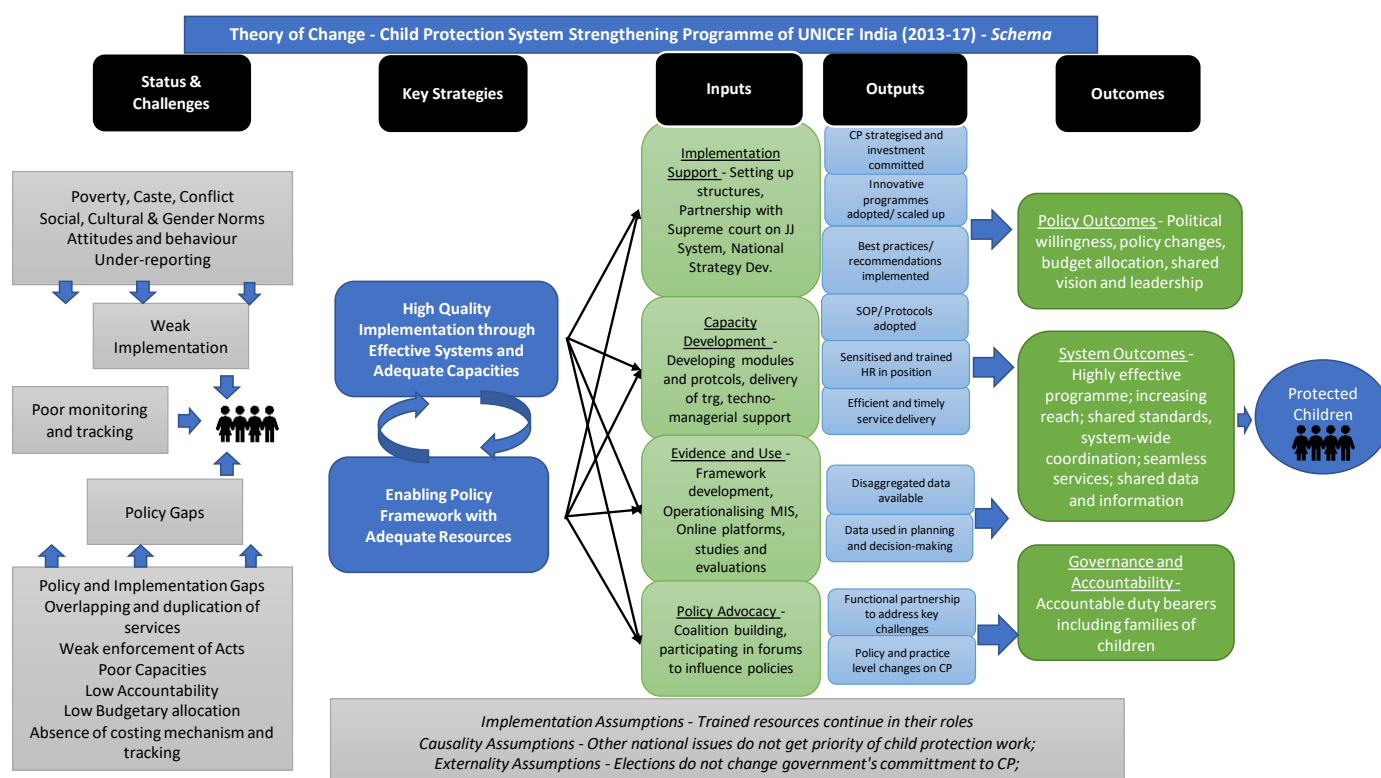 Theory of Change - Child Protection System Strengthening Programme of UNICEF India (2013-17) - Schema
Status &
Challenges
Key Strategies
Inputs
Outputs
Outcomes
Poverty, Caste, Conflict
Social, Cultural & Gender Norms
Attitudes and behaviour
Under-reporting
Weak
Implementation
Poor monitoring
and tracking
Policy Gaps
Policy and Implementation Gaps
Overlapping and duplication of
services
Weak enforcement of Acts
Poor Capacities
Low Accountability
Low Budgetary allocation
Absence of costing mechanism and
tracking
High Quality
Implementation through
Effective Systems and
Adequate Capacities
Enabling Policy
Framework with
Adequate Resources
Implementation
Support - Setting up
structures,
Partnership with
Supreme court on JJ
System, National
Strategy Dev.
Capacity
Development -
Developing modules
and protcols, delivery
of trg, techno-
managerial support
Evidence and Use -
Framework
development,
Operationalising MIS,
Online platforms,
studies and
evaluations
Policy Advocacy -
Coalition building,
participating in forums
to influence policies
CP strategised and
investment
committed
Innovative
programmes
adopted/ scaled up
Best practices/
recommendations
implemented
SOP/ Protocols
adopted
Sensitised and trained
HR in position
Efficient and timely
service delivery
Disaggregated data
available
Data used in planning
and decision-making
Functional partnership
to address key
challenges
Policy and practice
level changes on CP
Policy Outcomes - Political
willingness, policy changes,
budget allocation, shared
vision and leadership
System Outcomes -
Highly effective
programme; increasing
reach; shared standards,
system-wide
coordination; seamless
services; shared data
and information
Governance and
Accountability -
Accountable duty bearers
including families of
children
Protected
Children
Implementation Assumptions - Trained resources continue in their roles
Causality Assumptions - Other national issues do not get priority of child protection work;
Externality Assumptions - Elections do not change government's committment to CP;